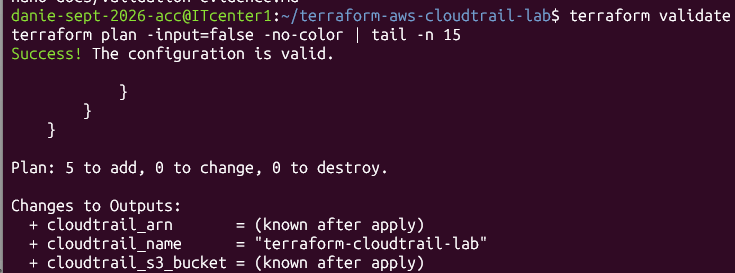 danie-sept-2026-acc@ITcenter1:~/terraform-aws-cloudtrail-lab$ terraform validate
terraform plan -input=false -no-color | tail -n 15
Success! The configuration is valid.
}
}
}
Plan: 5 to add, 0 to change, 0 to destroy.
Changes to Outputs:
+ cloudtrail_arn       = (known after apply)
+ cloudtrail_name      = "terraform-cloudtrail-lab"
+ cloudtrail_s3_bucket = (known after apply)